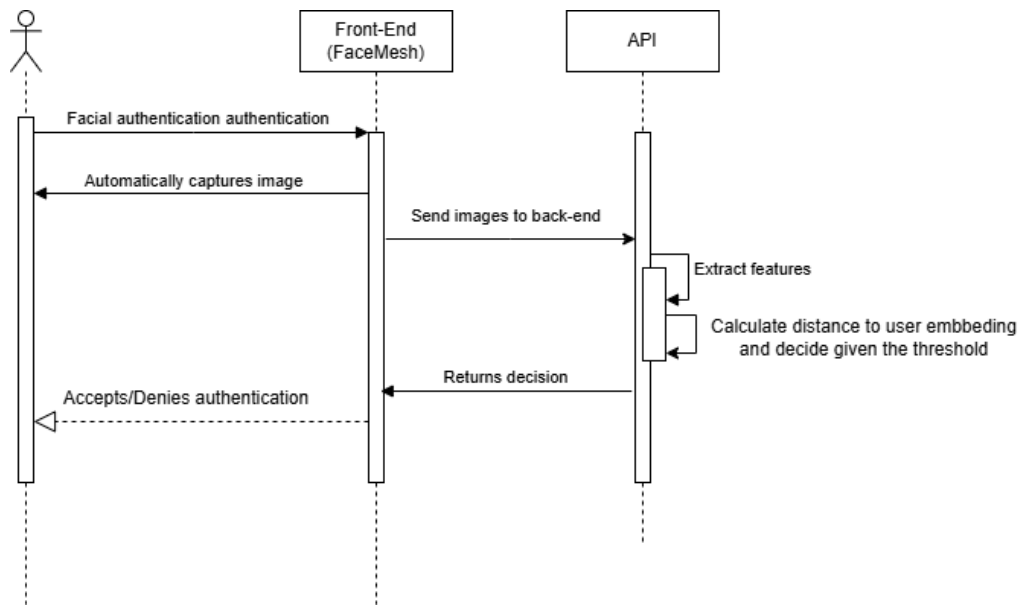 Front-End
(FaceMesh)
API
Facial authentication authentication
Automatically captures image
Send images to back-end
Extract features
Calculate distance to user embbeding
and decide given the threshold
Returns decision
Accepts/Denies authentication